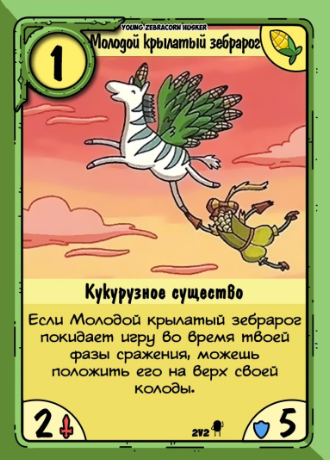 YOUNG ZEBRACORN HUSKER
1
Молодой крылатый зебрарог
Кукурузное существо
Если Молодой крылатый зебрарог
покидает игру во время твоей
фазы сражения, можешь
положить его на верх своей
колоды.
2
2V2
5